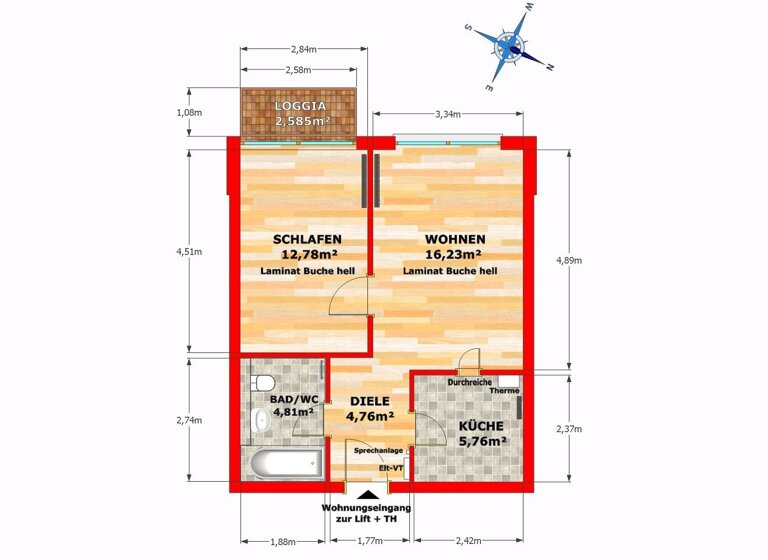 W
S
N
E
2,84m
2,58m
1,08m
LOGGIA
2,585m²
3,34m
4,51m
SCHLAFEN
12,78m²
Laminat Buche hell
WOHNEN
16,23m²
Laminat Buche hell
4,89m
2,74m
BAD/WC
4,81m²
DIELE
4,76m²
Durchreiche
Therme
KÜCHE
5,76m²
2,37m
Sprechanlage
Elt-VT
Wohnungseingang
zur Lift + TH
1,88m
1,77m
2,42m